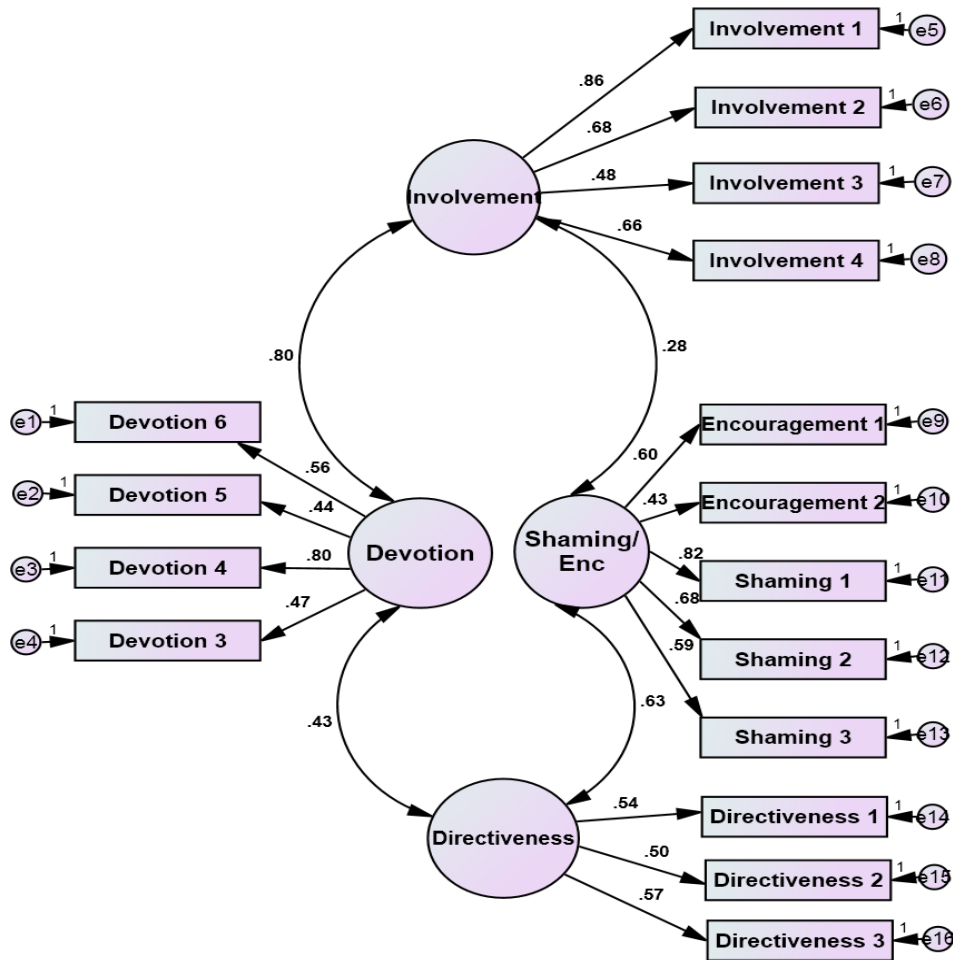 Involvement 1
1
e5
.86
Involvement 2
1
e6
.68
Involvement 3
1
e7
.48
Involvement
Involvement 4
1
e8
.66
.80
.28
e1
1
Devotion 6
Encouragement 1
1
e9
.56
.60
e2
1
Devotion 5
Encouragement 2
1
e10
.44
.43
Devotion
Shaming/
Enc
e3
1
Devotion 4
.80
.82
Shaming 1
1
e11
.47
.68
e4
1
Devotion 3
.59
Shaming 2
1
e12
.43
.63
Shaming 3
1
e13
Directiveness
.54
Directiveness 1
1
e14
.50
Directiveness 2
1
e15
.57
Directiveness 3
1
e16